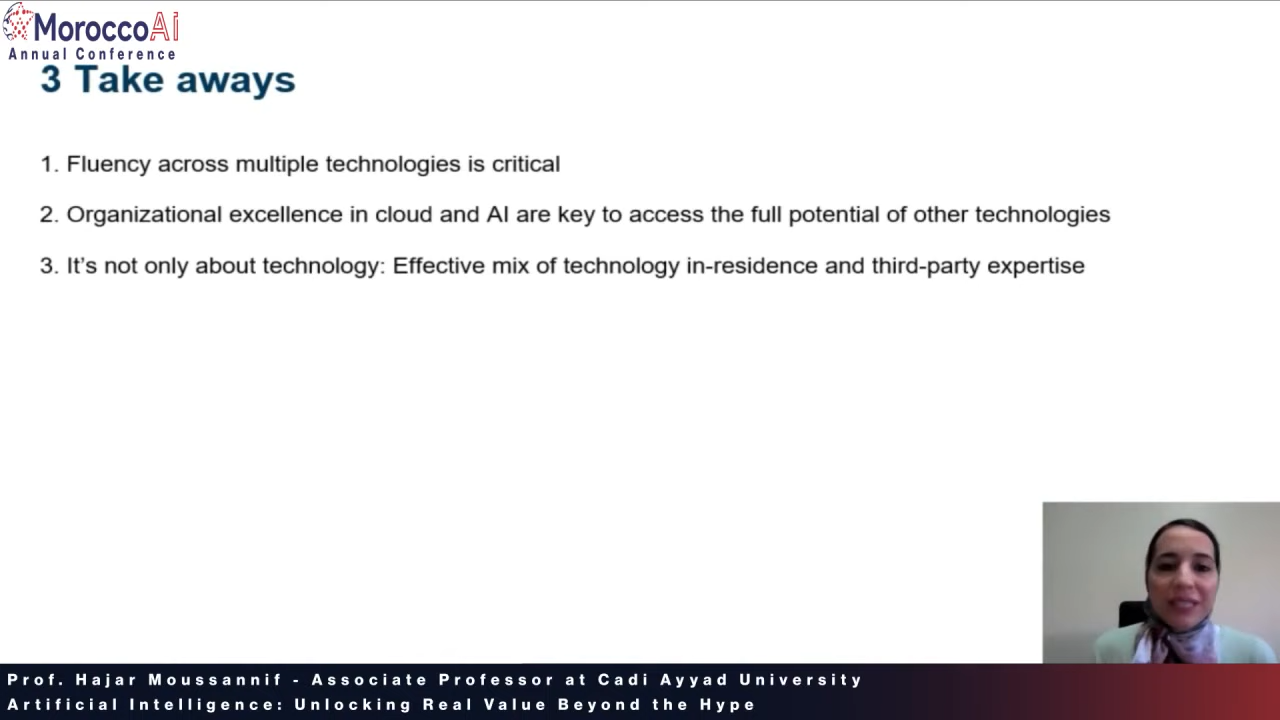 MoroccoAi
Annual Conference
3 Take aways
1. Fluency across multiple technologies is critical
2. Organizational excellence in cloud and AI are key to access the full potential of other technologies
3. It's not only about technology: Effective mix of technology in-residence and third-party expertise
Prof. Hajar Moussannif - Associate Professor at Cadi Ayyad University
Artificial Intelligence: Unlocking Real Value Beyond the Hype